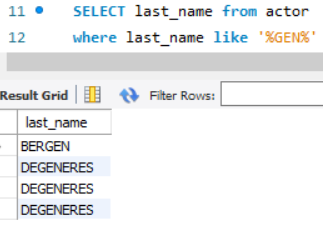 11 SELECT last_name from actor
12 where last_name like '%GEN%'
Result Grid Filter Rows:
last_name
BERGEN
DEGENERES
DEGENERES
DEGENERES